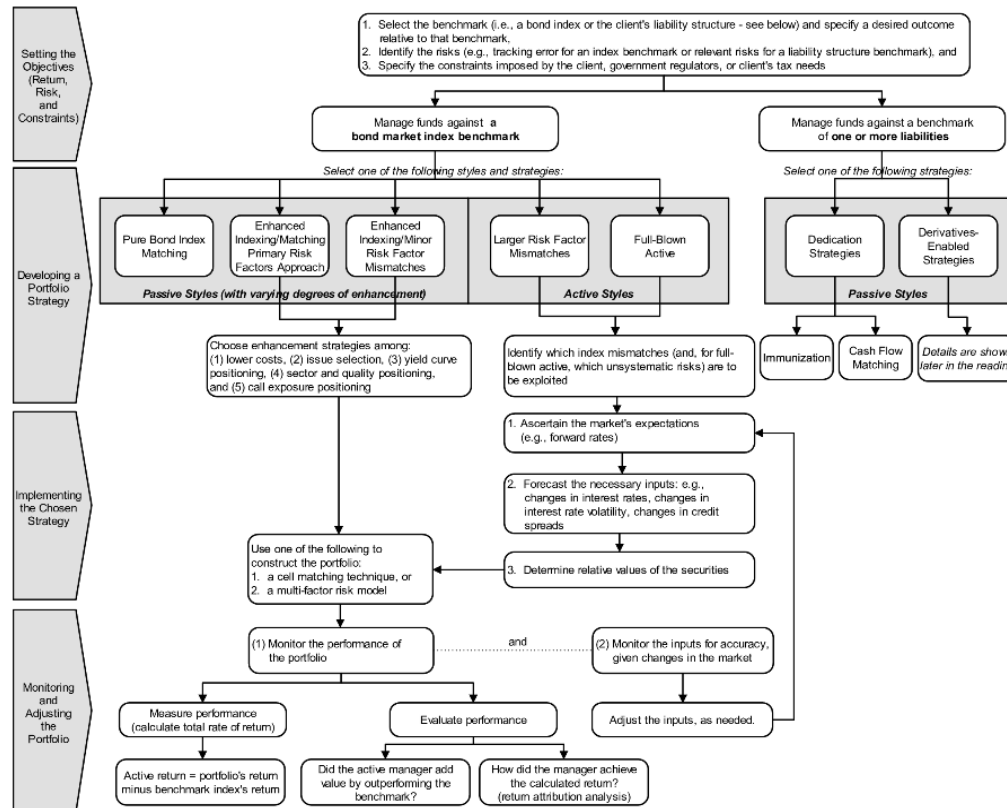 Setting the
Objectives
(Return,
Risk,
and
Constraints)
1. Select the benchmark (i.e., a bond index or the client's liability structure - see below) and specify a desired outcome
relative to that benchmark,
2. Identify the risks (e.g., tracking error for an index benchmark or relevant risks for a liability structure benchmark), and
3. Specify the constraints imposed by the client, government regulators, or client's tax needs
Manage funds against a
bond market index benchmark
Manage funds against a benchmark
of one or more liabilities
Developing a
Portfolio
Strategy
Select one of the following styles and strategies:
Select one of the following strategies:
Pure Bond Index
Matching
Enhanced
Indexing/Matching
Primary Risk
Factors Approach
Enhanced
Indexing/Minor
Risk Factor
Mismatches
Larger Risk Factor
Mismatches
Full-Blown
Active
Dedication
Strategies
Derivatives-
Enabled
Strategies
Passive Styles (with varying degrees of enhancement)
Active Styles
Passive Styles
Choose enhancement strategies among:
(1) lower costs, (2) issue selection, (3) yield curve
positioning, (4) sector and quality positioning,
and (5) call exposure positioning
Identify which index mismatches (and, for full-
blown active, which unsystematic risks) are to
be exploited
Immunization
Cash Flow
Matching
Details are show
later in the readin
Implementing
the Chosen
Strategy
1. Ascertain the market's expectations
(e.g., forward rates)
2. Forecast the necessary inputs: e.g.,
changes in interest rates, changes in
interest rate volatility, changes in credit
spreads
3. Determine relative values of the securities
Use one of the following to
construct the portfolio:
1. a cell matching technique, or
2. a multi-factor risk model
Monitoring
and
Adjusting
the
Portfolio
(1) Monitor the performance of
the portfolio
and
(2) Monitor the inputs for accuracy,
given changes in the market
Measure performance
(calculate total rate of return)
Evaluate performance
Adjust the inputs, as needed.
Active return = portfolio's return
minus benchmark index's return
Did the active manager add
value by outperforming the
benchmark?
How did the manager achieve
the calculated return?
(return attribution analysis)